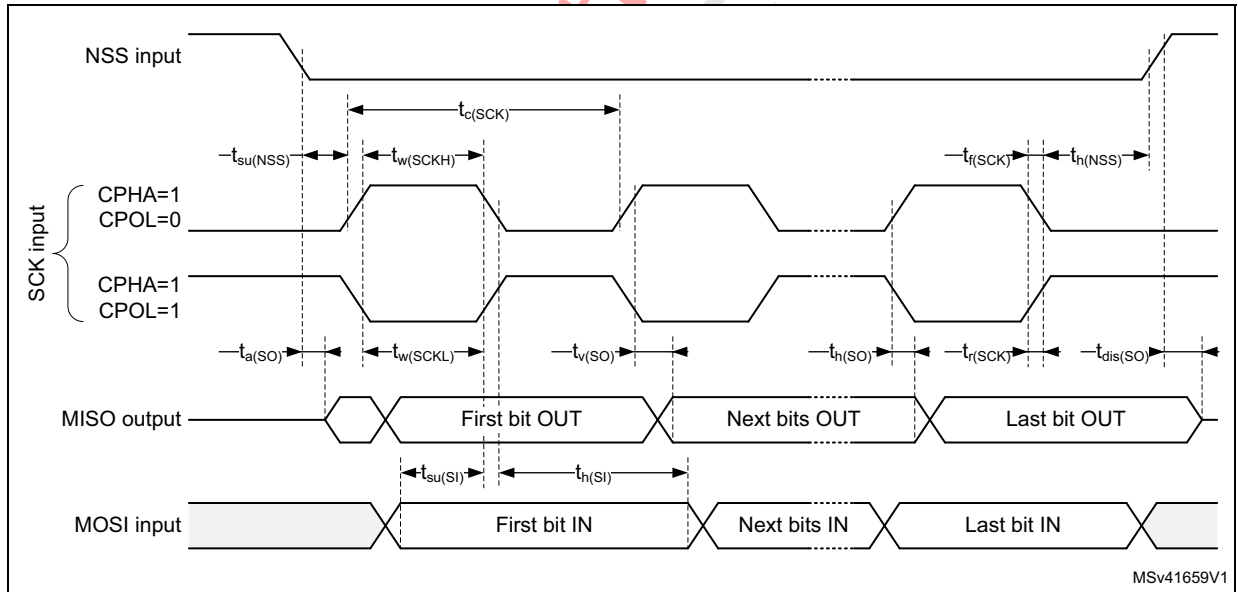 NSS input
tc(SCK)
tsu(NSS) tw(SCKH) tf(SCK) th(NSS)
SCK input
CPHA=1
CPOL=0
CPHA=1
CPOL=1
ta(SO) tw(SCKL) tv(SO) th(SO) tr(SCK) tdis(SO)
MISO output First bit OUT Next bits OUT Last bit OUT
tsu(SI) th(SI)
MOSI input First bit IN Next bits IN Last bit IN
MSv41659V1